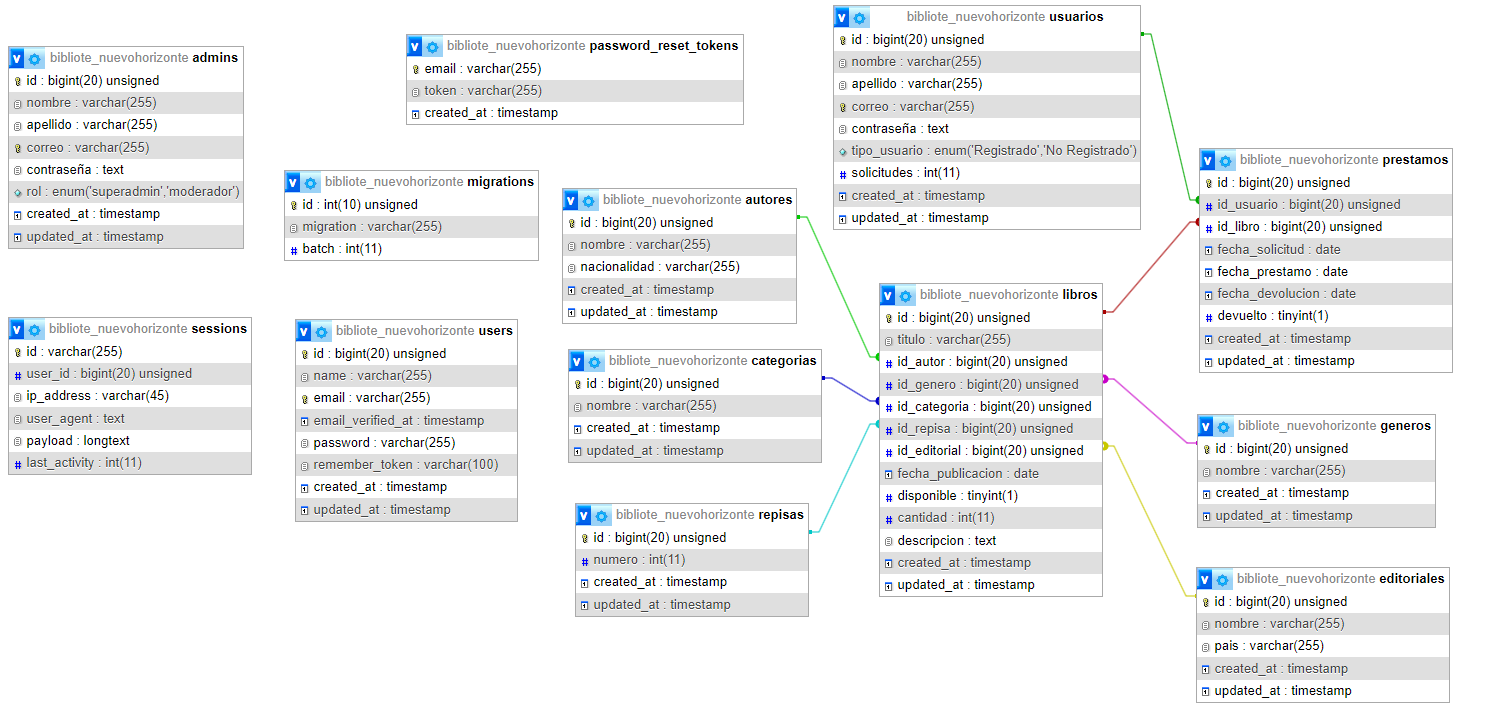 bibliote_nuevohorizonte admins
id : bigint(20) unsigned
nombre : varchar(255)
apellido : varchar(255)
correo : varchar(255)
contraseña : text
rol : enum('superadmin','moderador')
created_at : timestamp
updated_at : timestamp
bibliote_nuevohorizonte password_reset_tokens
email : varchar(255)
token : varchar(255)
created_at : timestamp
bibliote_nuevohorizonte usuarios
id : bigint(20) unsigned
nombre : varchar(255)
apellido : varchar(255)
correo : varchar(255)
contraseña : text
tipo_usuario : enum('Registrado','No Registrado')
solicitudes : int(11)
created_at : timestamp
updated_at : timestamp
bibliote_nuevohorizonte prestamos
id : bigint(20) unsigned
id_usuario : bigint(20) unsigned
id_libro : bigint(20) unsigned
fecha_solicitud : date
fecha_prestamo : date
fecha_devolucion : date
devuelto : tinyint(1)
created_at : timestamp
updated_at : timestamp
bibliote_nuevohorizonte migrations
id : int(10) unsigned
migration : varchar(255)
batch : int(11)
bibliote_nuevohorizonte autores
id : bigint(20) unsigned
nombre : varchar(255)
nacionalidad : varchar(255)
created_at : timestamp
updated_at : timestamp
bibliote_nuevohorizonte libros
id : bigint(20) unsigned
titulo : varchar(255)
id_autor : bigint(20) unsigned
id_genero : bigint(20) unsigned
id_categoria : bigint(20) unsigned
id_repisa : bigint(20) unsigned
id_editorial : bigint(20) unsigned
fecha_publicacion : date
disponible : tinyint(1)
cantidad : int(11)
descripcion : text
created_at : timestamp
updated_at : timestamp
bibliote_nuevohorizonte sessions
id : varchar(255)
user_id : bigint(20) unsigned
ip_address : varchar(45)
user_agent : text
payload : longtext
last_activity : int(11)
bibliote_nuevohorizonte users
id : bigint(20) unsigned
name : varchar(255)
email : varchar(255)
email_verified_at : timestamp
password : varchar(255)
remember_token : varchar(100)
created_at : timestamp
updated_at : timestamp
bibliote_nuevohorizonte categorias
id : bigint(20) unsigned
nombre : varchar(255)
created_at : timestamp
updated_at : timestamp
bibliote_nuevohorizonte generos
id : bigint(20) unsigned
nombre : varchar(255)
created_at : timestamp
updated_at : timestamp
bibliote_nuevohorizonte repisas
id : bigint(20) unsigned
numero : int(11)
created_at : timestamp
updated_at : timestamp
bibliote_nuevohorizonte editoriales
id : bigint(20) unsigned
nombre : varchar(255)
pais : varchar(255)
created_at : timestamp
updated_at : timestamp